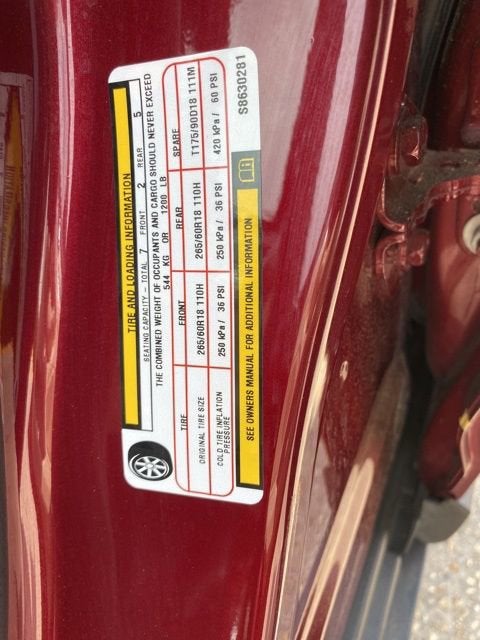 TIRE AND LOADING INFORMATION
SEATING CAPACITY - TOTAL 7 FRONT 2 REAR 5
THE COMBINED WEIGHT OF OCCUPANTS AND CARGO SHOULD NEVER EXCEED
544 KG OR 1200 LB
TIRE FRONT REAR SPARE
ORIGINAL TIRE SIZE 265/60R18 110H 265/60R18 110H T175/90D18 111M
COLD TIRE INFLATION PRESSURE 250 kPa / 36 PSI 250 kPa / 36 PSI 420 kPa / 60 PSI
SEE OWNERS MANUAL FOR ADDITIONAL INFORMATION
S8630281